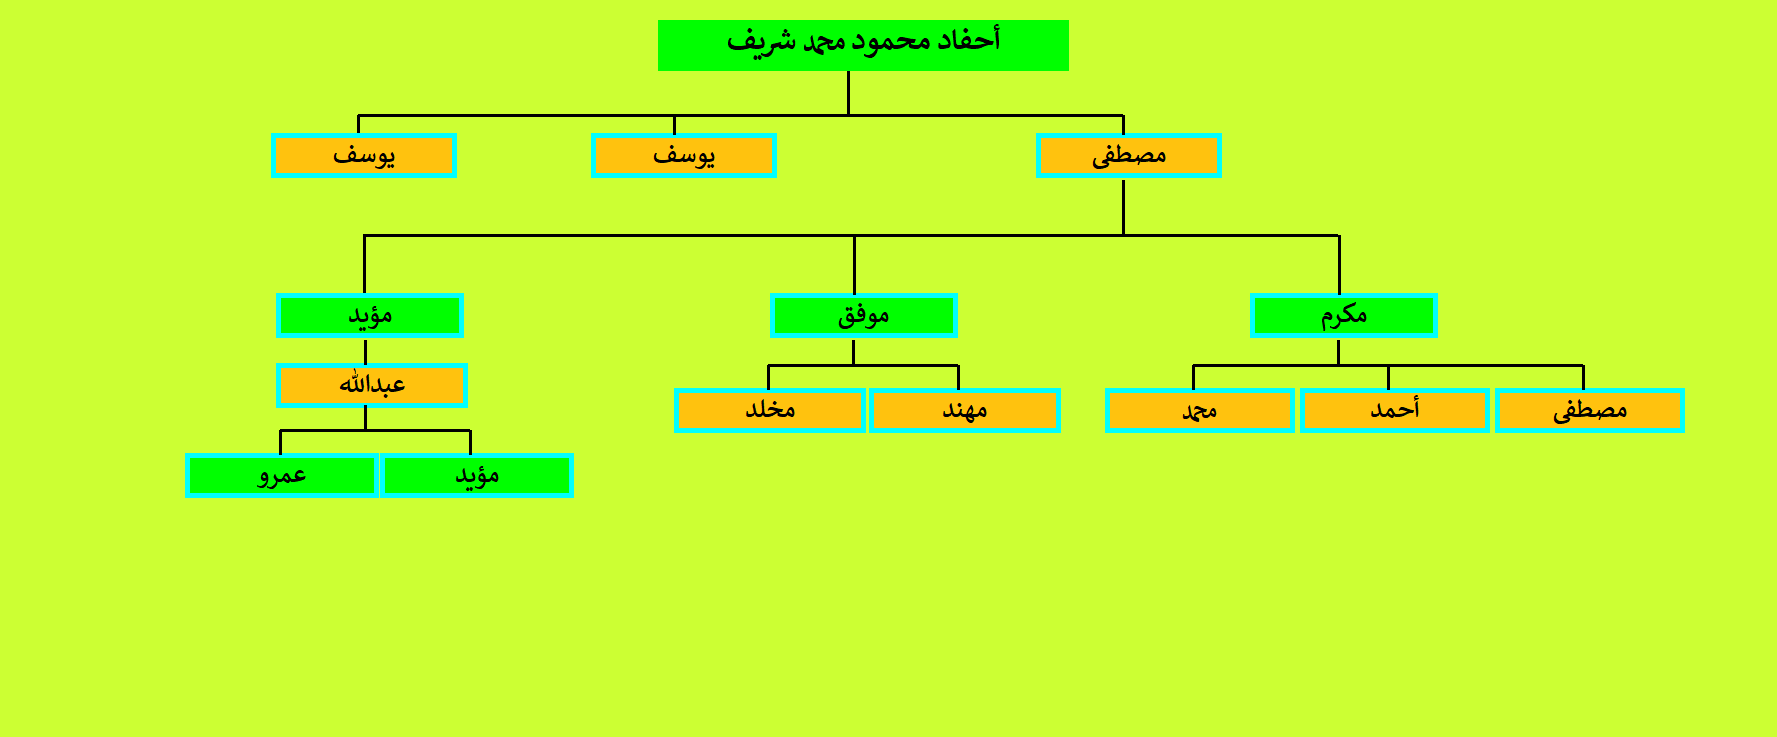 أحفاد محمود محمد شريف
مصطفى
يوسف
يوسف
مكرم
موفق
مؤيد
مصطفى
أحمد
محمد
مهند
مخلد
عبدالله
مؤيد
عمرو